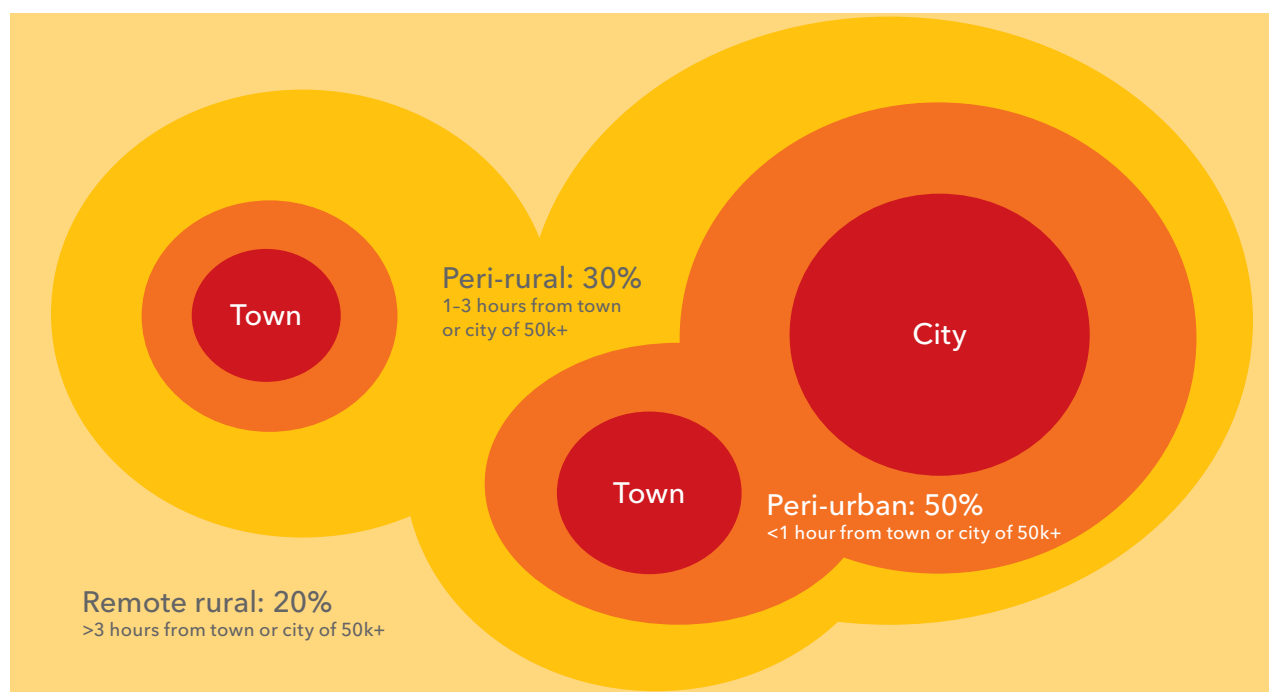 Peri-rural: 30%
1–3 hours from town
or city of 50k+
Town
City
Town
Peri-urban: 50%
<1 hour from town or city of 50k+
Remote rural: 20%
>3 hours from town or city of 50k+